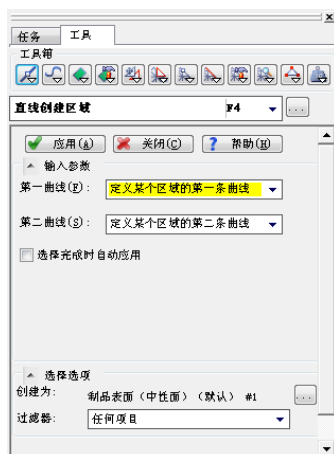 任务 工具
工具箱
直线创建区域 F4 ...
应用(A) 关闭(C) ? 帮助(H)
输入参数
第一曲线(F): 定义某个区域的第一条曲线
第二曲线(S): 定义某个区域的第二条曲线
选择完成时自动应用
选择选项
创建为: 制品表面（中性面）（默认） #1 ...
过滤器: 任何项目